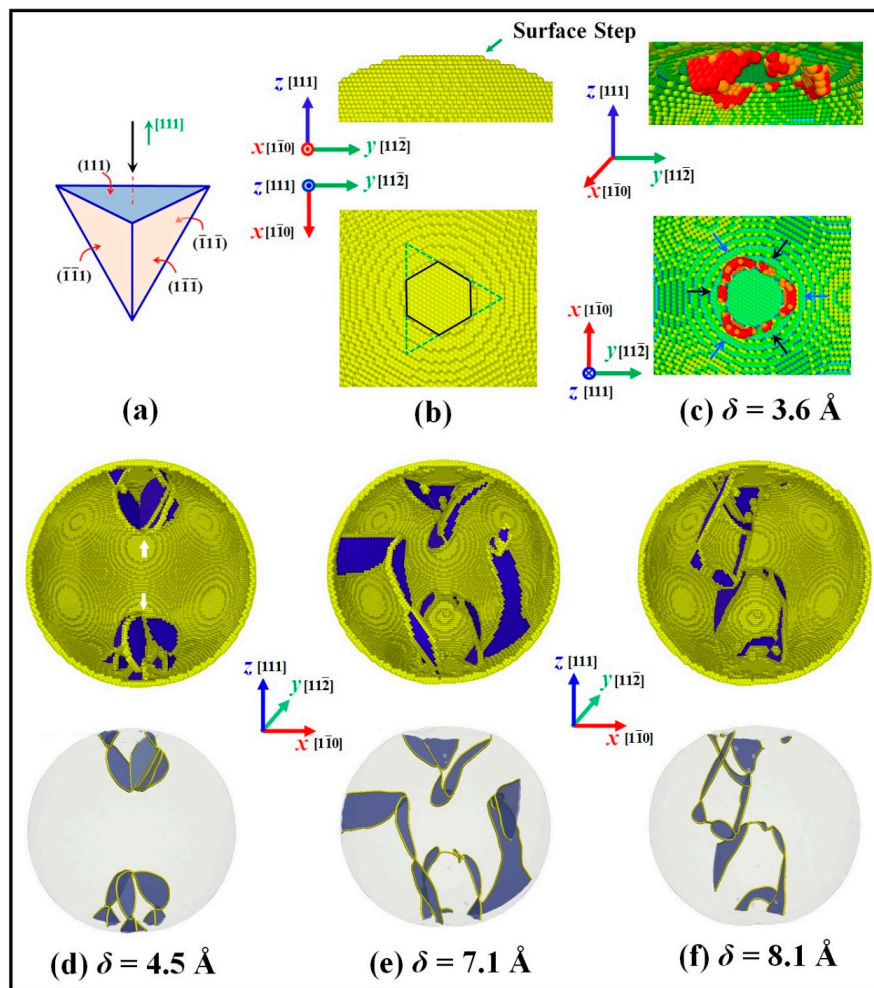 Surface Step
[111]
(111)
(1̄11̄)
(1̄1̄1)
(11̄1̄)
(a)
z [111]
x[11̄0] y [112̄]
z [111] y [112̄]
x[11̄0]
(b)
z [111]
x[11̄0] y[112̄]
x[11̄0]
y[112̄]
z [111]
(c) δ = 3.6 Å
z [111]
y[112̄]
x [11̄0]
z [111]
y[112̄]
x [11̄0]
(d) δ = 4.5 Å
(e) δ = 7.1 Å
(f) δ = 8.1 Å